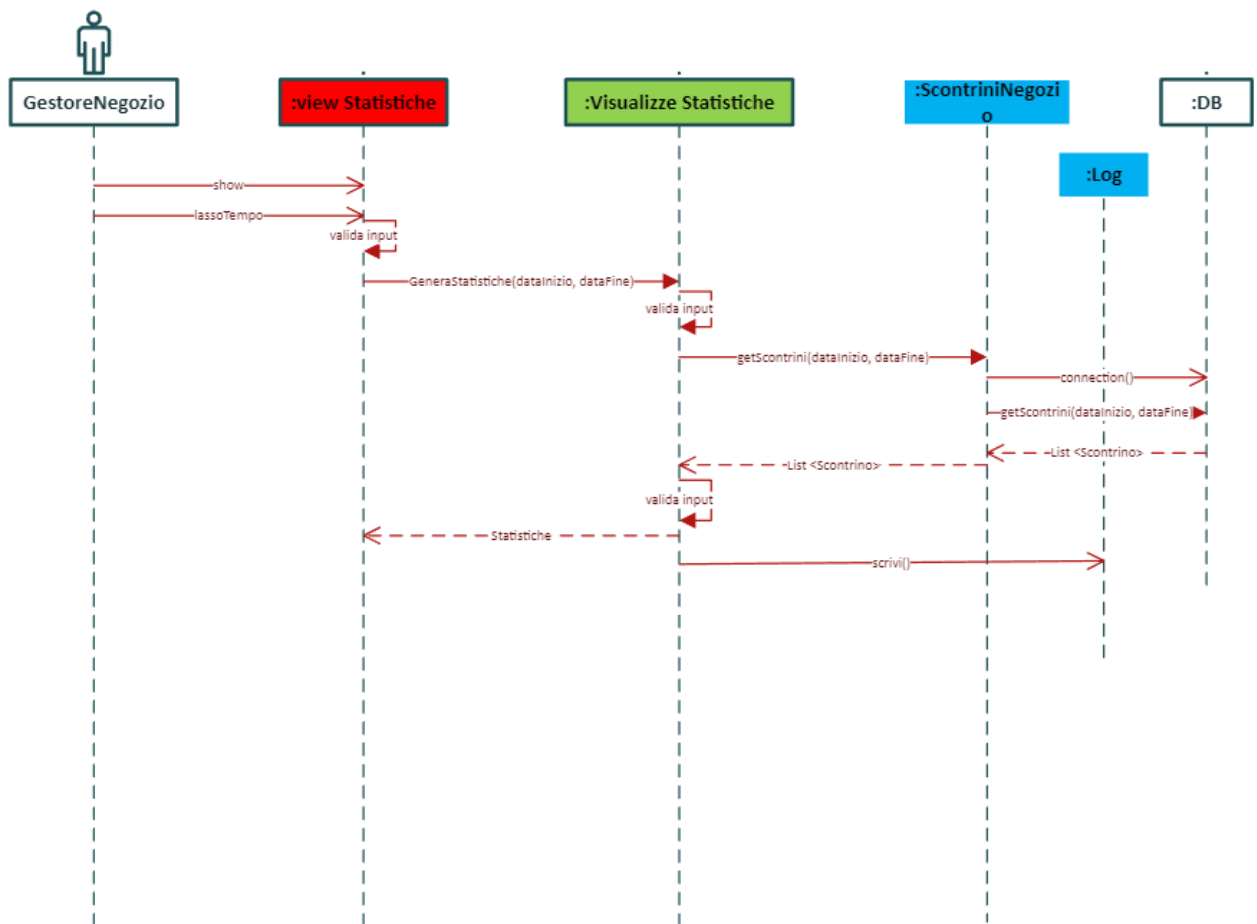 GestoreNegozio
:view Statistiche
:Visualizze Statistiche
:ScontriniNegozi
o
:DB
:Log
show
lassoTempo
valida input
GeneraStatistiche(dataInizio, dataFine)
valida input
getScontrini(dataInizio, dataFine)
connection()
getScontrini(dataInizio, dataFine)
List <Scontrino>
List <Scontrino>
valida input
Statistiche
scrivi()